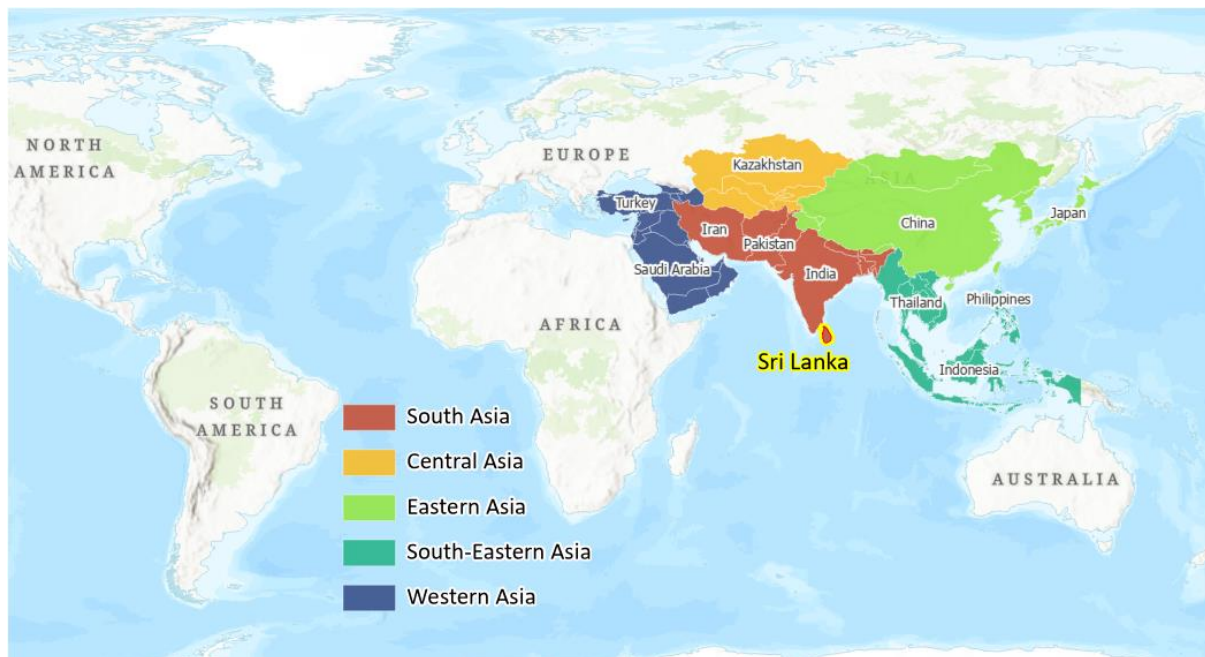 NORTH
AMERICA
EUROPE
ASIA
Kazakhstan
Turkey
Iran
Pakistan
China
Japan
Saudi Arabia
India
Thailand
Philippines
AFRICA
Sri Lanka
Indonesia
SOUTH
AMERICA
AUSTRALIA
South Asia
Central Asia
Eastern Asia
South-Eastern Asia
Western Asia